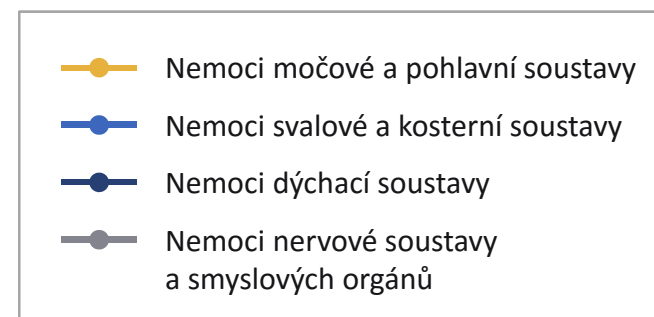 Nemoci močové a pohlavní soustavy
Nemoci svalové a kosterní soustavy
Nemoci dýchací soustavy
Nemoci nervové soustavy
a smyslových orgánů